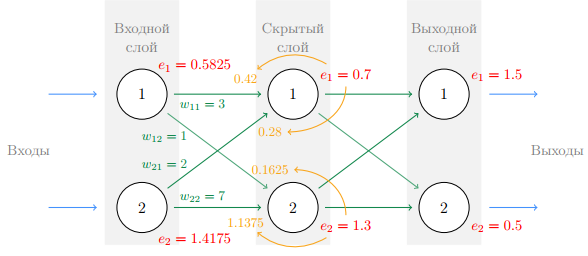 Входной
слой
Скрытый
слой
Выходной
слой
e₁ = 0.5825
0.42
e₁ = 0.7
e₁ = 1.5
1
1
1
w₁₁ = 3
0.28
w₁₂ = 1
Входы
Выходы
w₂₁ = 2
0.1625
w₂₂ = 7
2
2
2
1.1375
e₂ = 1.3
e₂ = 0.5
e₂ = 1.4175